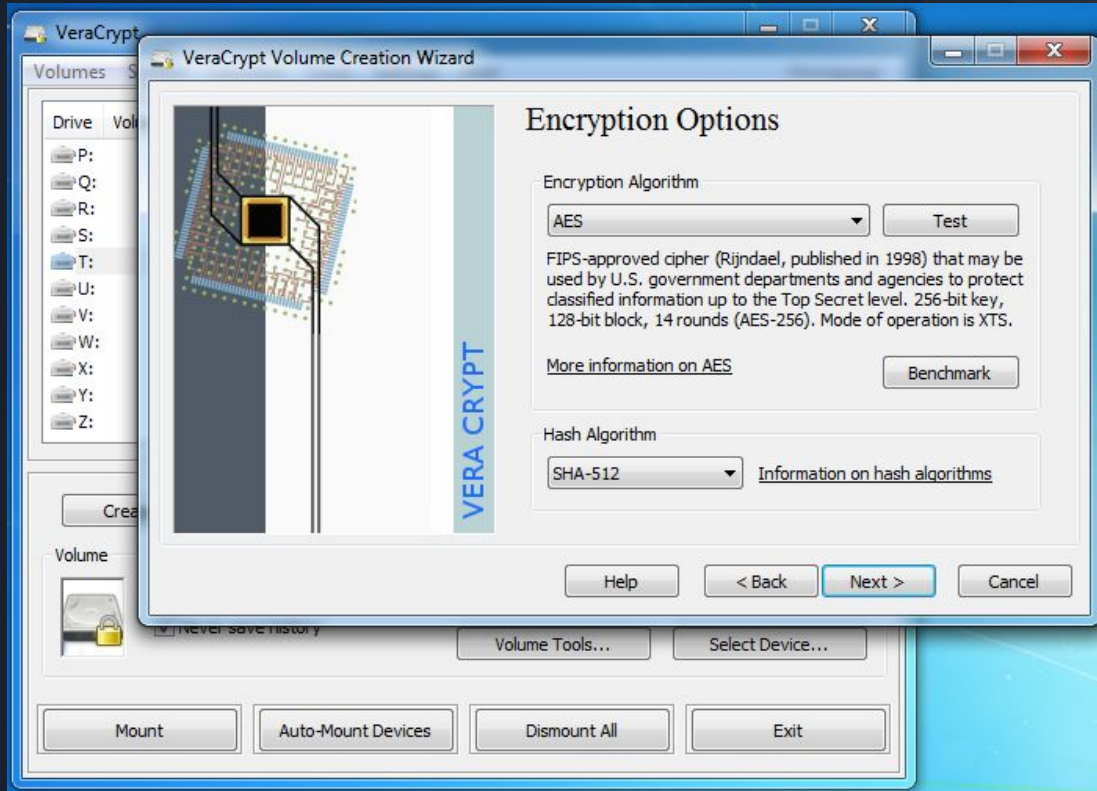 VeraCrypt
Volumes
Drive
P:
Q:
R:
S:
T:
U:
V:
W:
X:
Y:
Z:
Volume
Never save history
Volume Tools...
Select Device...
Mount
Auto-Mount Devices
Dismount All
Exit
VeraCrypt Volume Creation Wizard
VERA CRYPT
Encryption Options
Encryption Algorithm
AES
Test
FIPS-approved cipher (Rijndael, published in 1998) that may be
used by U.S. government departments and agencies to protect
classified information up to the Top Secret level. 256-bit key,
128-bit block, 14 rounds (AES-256). Mode of operation is XTS.
More information on AES
Benchmark
Hash Algorithm
SHA-512
Information on hash algorithms
Help
< Back
Next >
Cancel